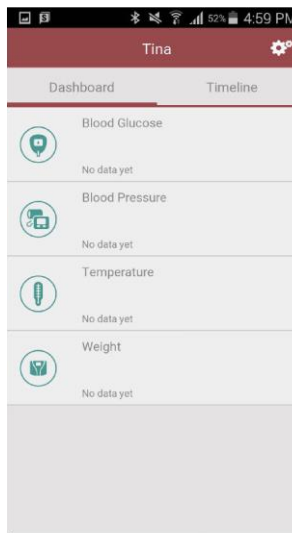 52% 4:59 PM
Tina
Dashboard Timeline
Blood Glucose
No data yet
Blood Pressure
No data yet
Temperature
No data yet
Weight
No data yet